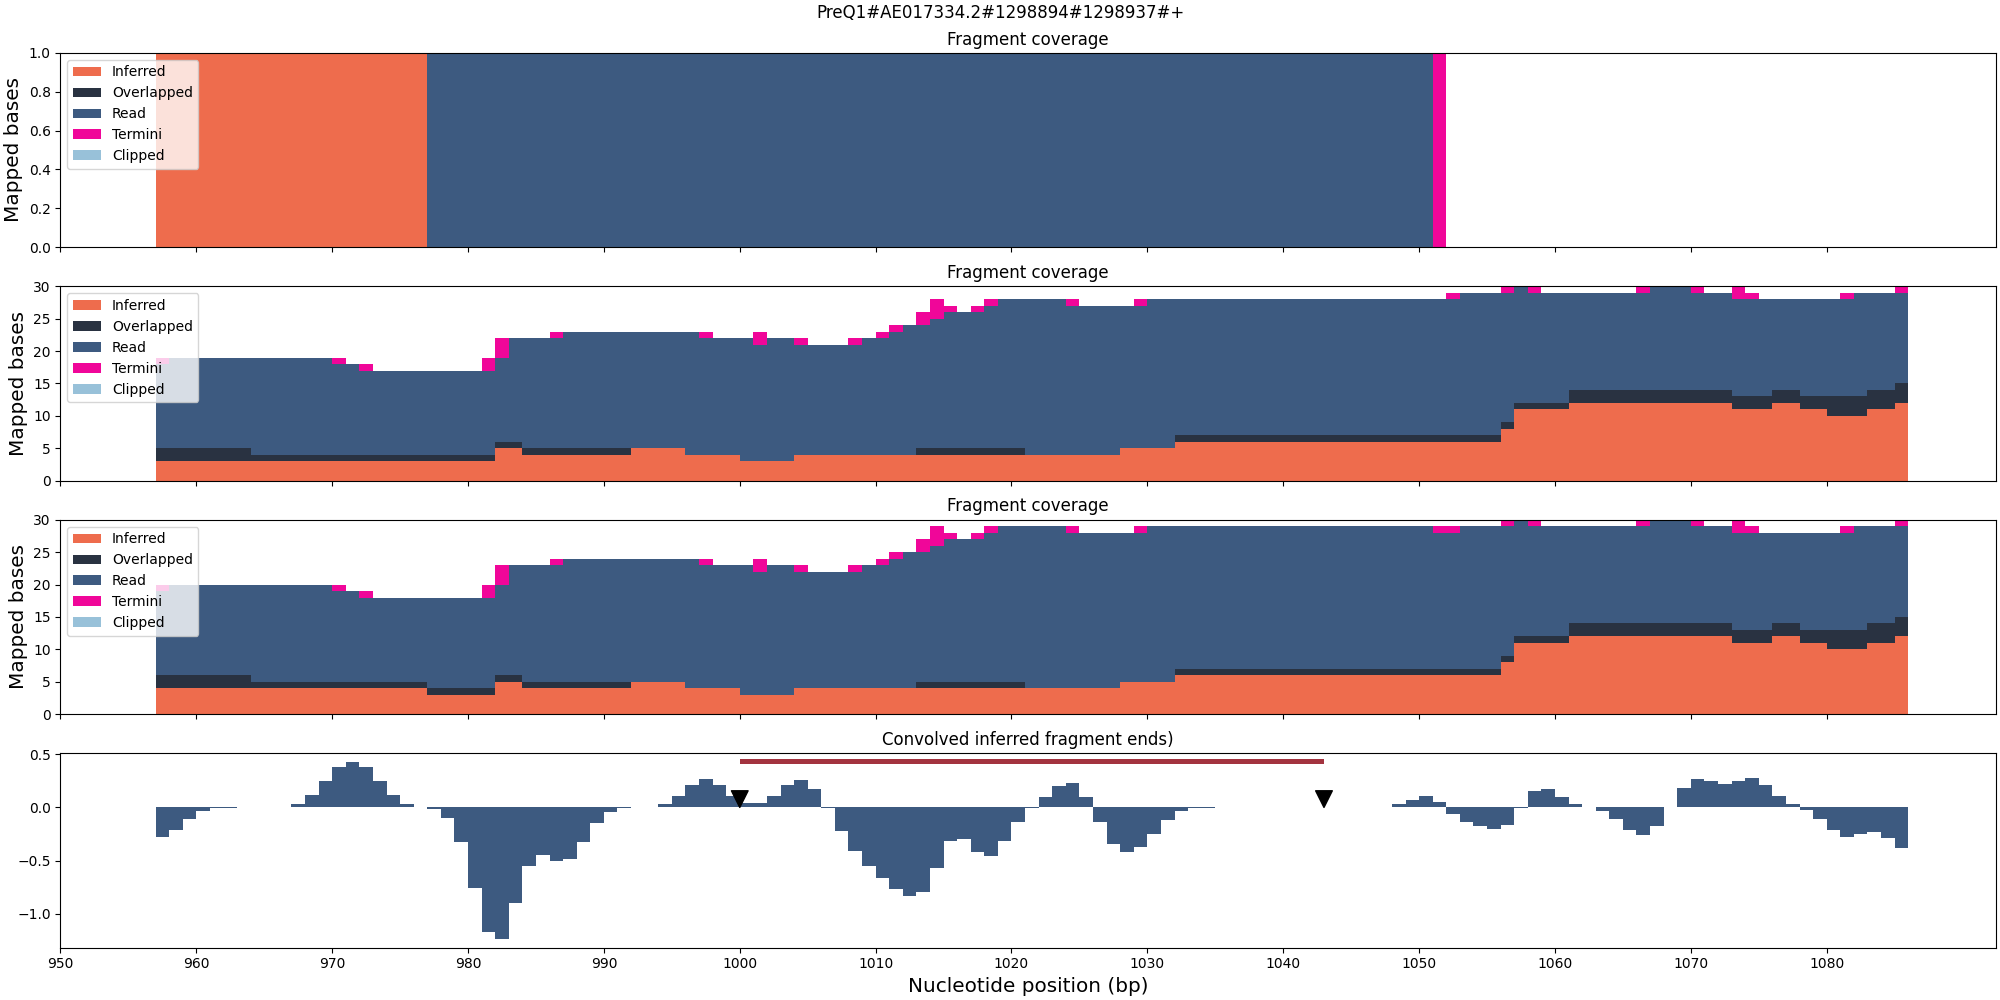 PreQ1#AE017334.2#1298894#1298937#+
Fragment coverage
Mapped bases
1.0
0.8
0.6
0.4
0.2
0.0
Inferred
Overlapped
Read
Termini
Clipped
Fragment coverage
Mapped bases
30
25
20
15
10
5
0
Inferred
Overlapped
Read
Termini
Clipped
Fragment coverage
Mapped bases
30
25
20
15
10
5
0
Inferred
Overlapped
Read
Termini
Clipped
Convolved inferred fragment ends)
0.5
0.0
−0.5
−1.0
950 960 970 980 990 1000 1010 1020 1030 1040 1050 1060 1070 1080
Nucleotide position (bp)